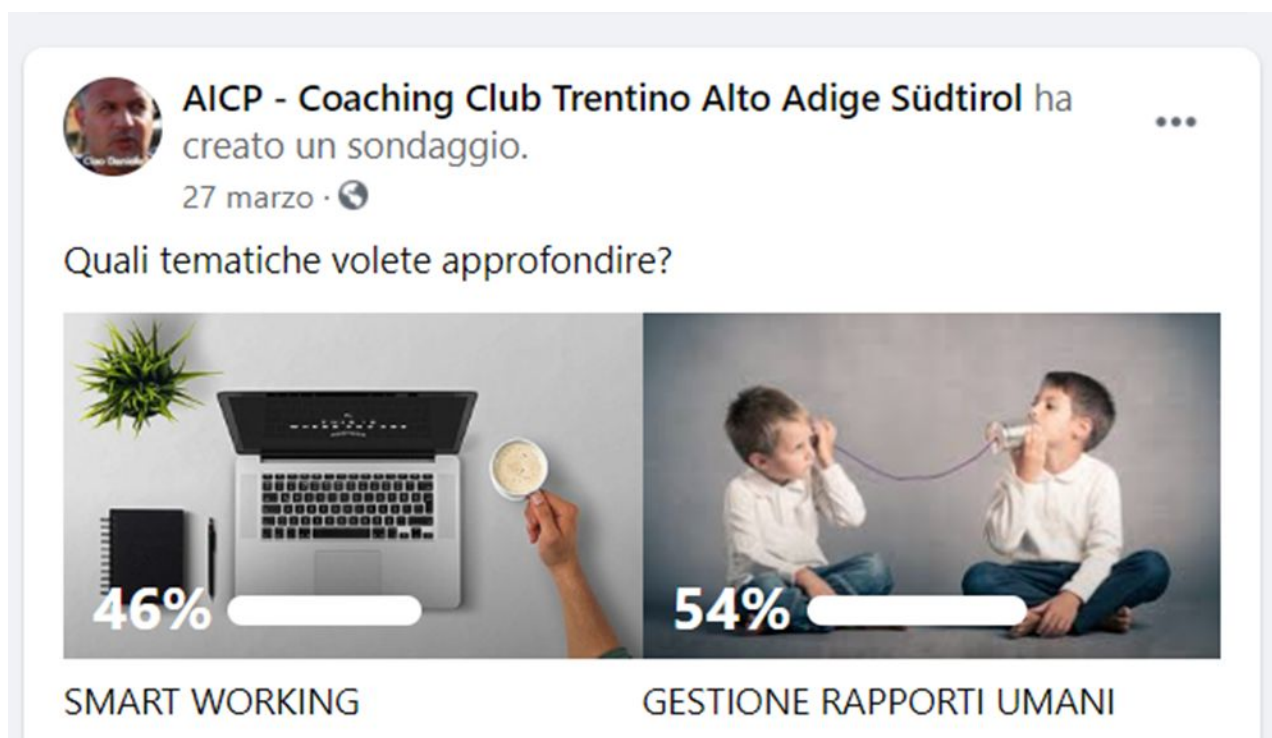 AICP - Coaching Club Trentino Alto Adige Südtirol ha
creato un sondaggio.
27 marzo ·
Quali tematiche volete approfondire?
46%
54%
SMART WORKING
GESTIONE RAPPORTI UMANI